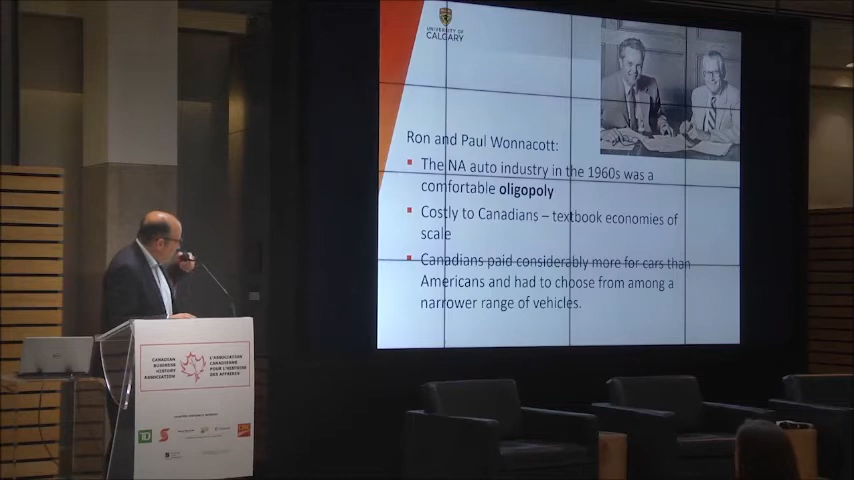 UNIVERSITY OF
CALGARY
Ron and Paul Wonnacott:
The NA auto industry in the 1960s was a
comfortable oligopoly
Costly to Canadians – textbook economies of
scale
Canadians paid considerably more for cars than
Americans and had to choose from among a
narrower range of vehicles.
CANADIAN
BUSINESS
HISTORY
ASSOCIATION
L'ASSOCIATION
CANADIENNE
POUR L'HISTOIRE
DES AFFAIRES
TD